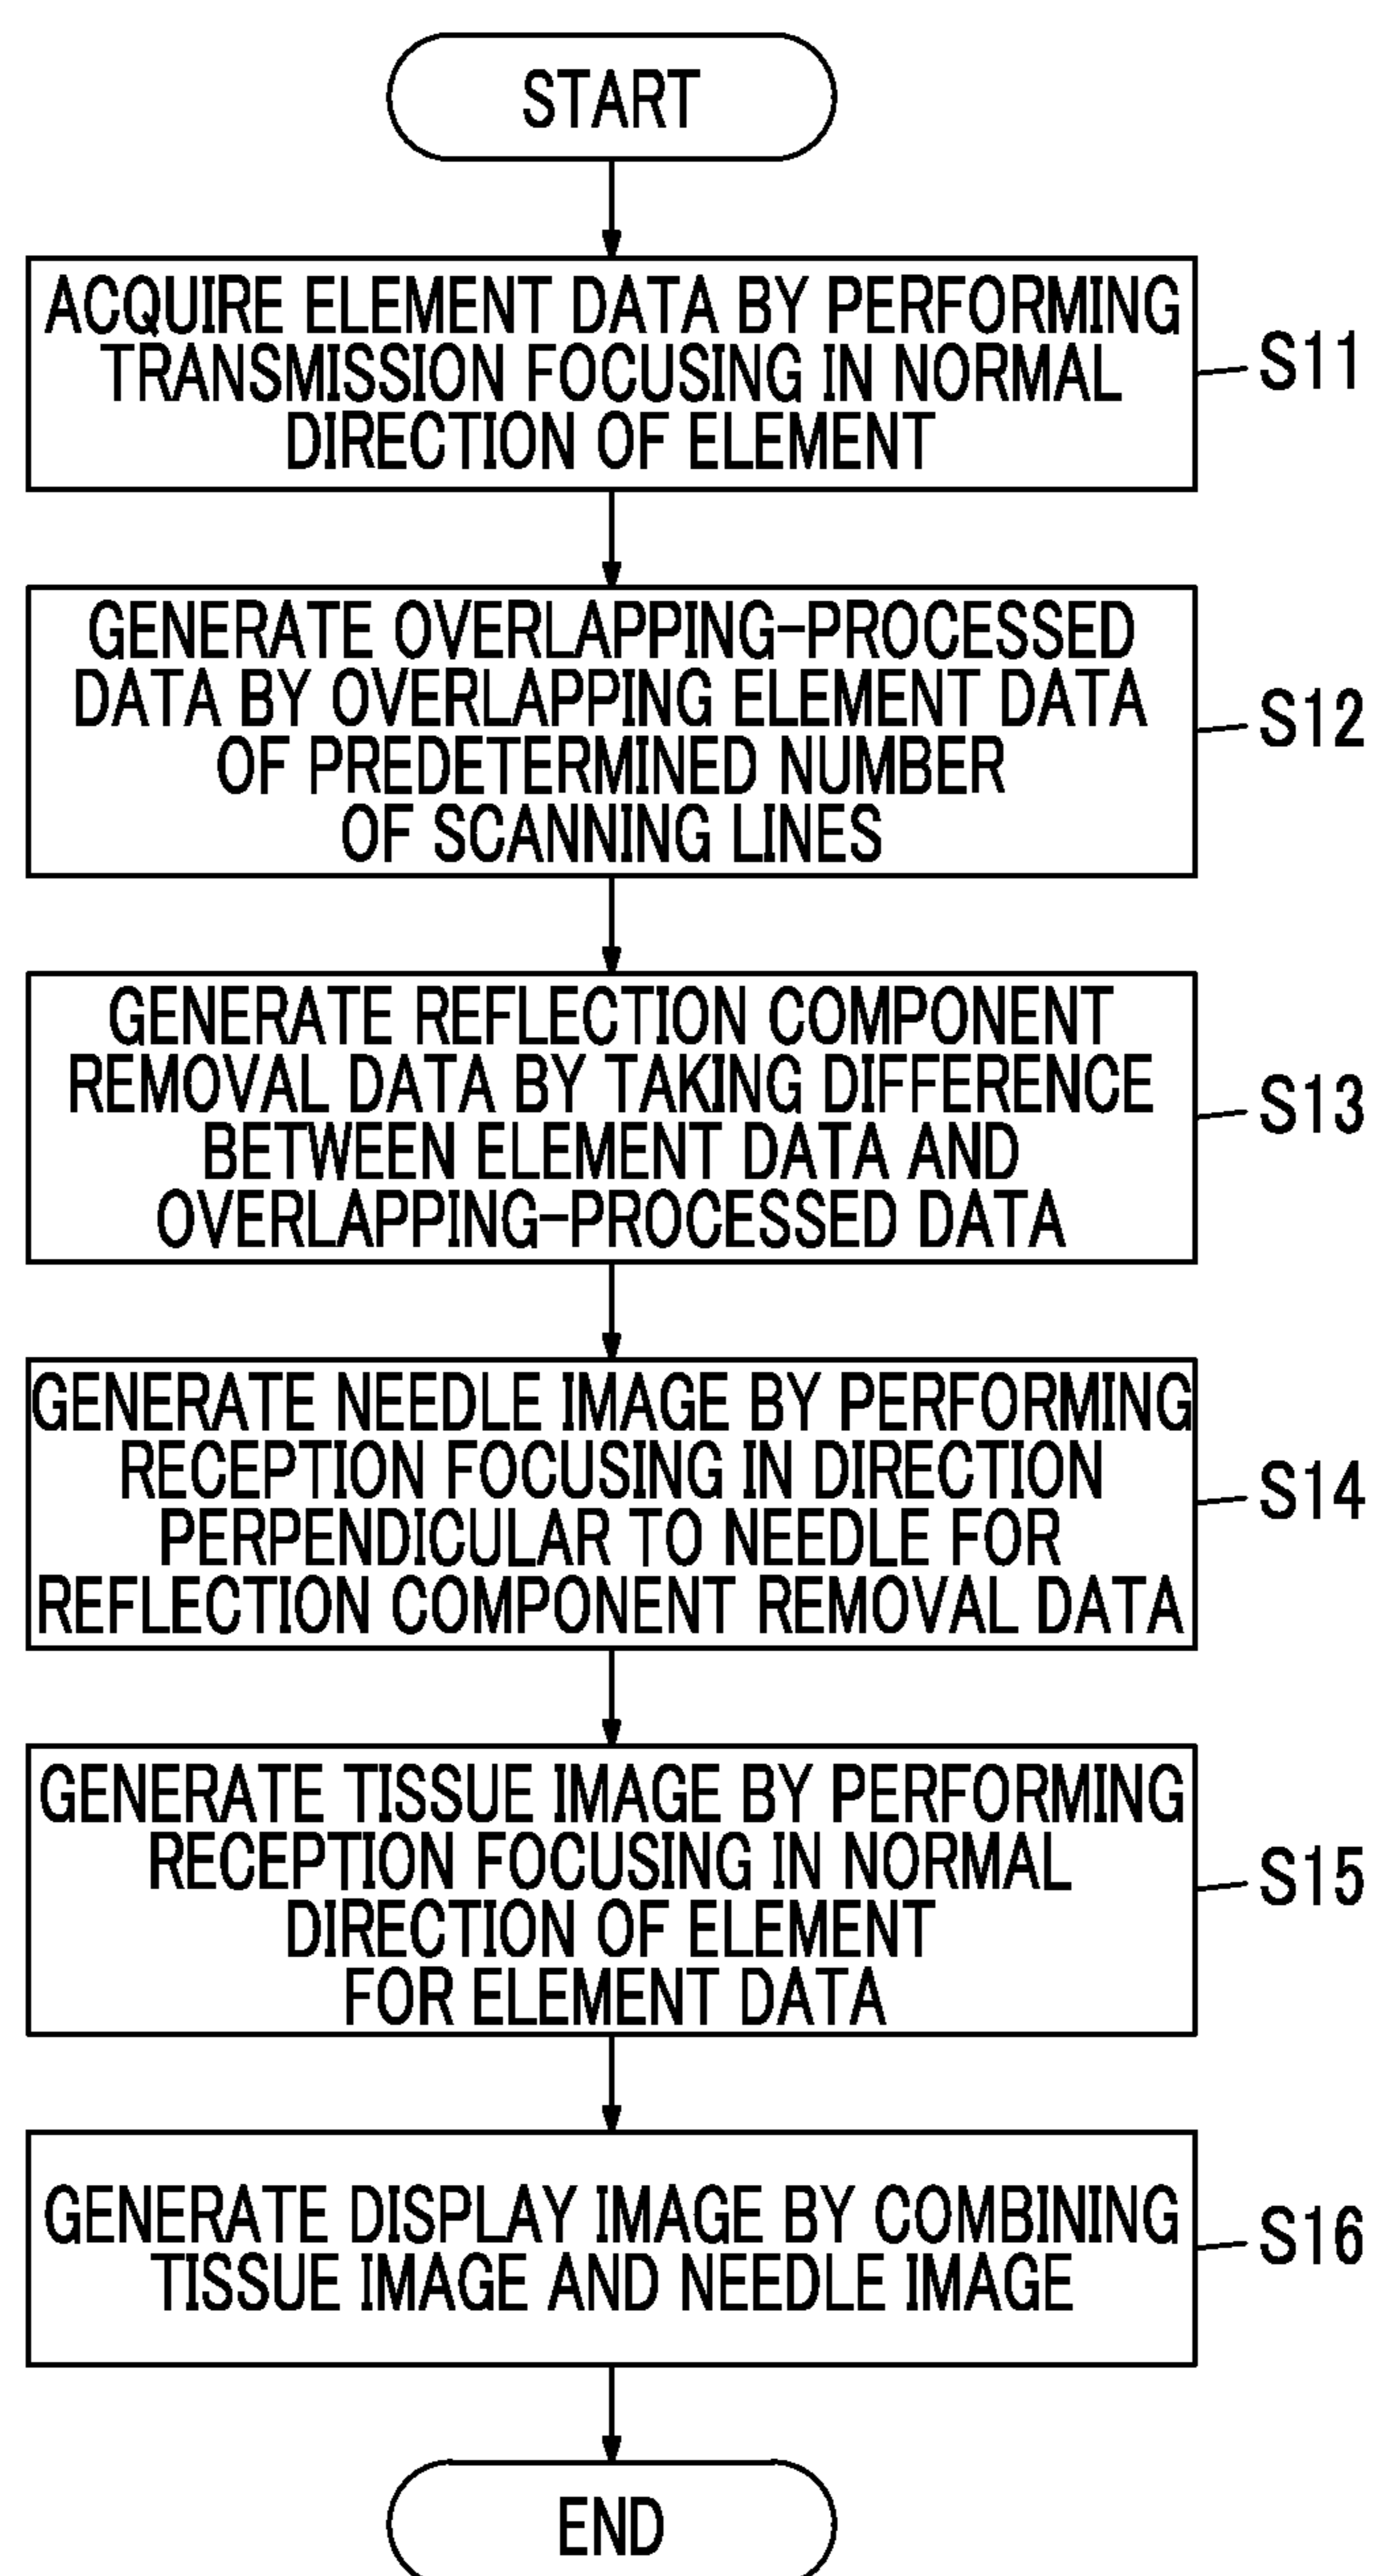 START
ACQUIRE ELEMENT DATA BY PERFORMING
TRANSMISSION FOCUSING IN NORMAL
DIRECTION OF ELEMENT
S11
GENERATE OVERLAPPING-PROCESSED
DATA BY OVERLAPPING ELEMENT DATA
OF PREDETERMINED NUMBER
OF SCANNING LINES
S12
GENERATE REFLECTION COMPONENT
REMOVAL DATA BY TAKING DIFFERENCE
BETWEEN ELEMENT DATA AND
OVERLAPPING-PROCESSED DATA
S13
GENERATE NEEDLE IMAGE BY PERFORMING
RECEPTION FOCUSING IN DIRECTION
PERPENDICULAR TO NEEDLE FOR
REFLECTION COMPONENT REMOVAL DATA
S14
GENERATE TISSUE IMAGE BY PERFORMING
RECEPTION FOCUSING IN NORMAL
DIRECTION OF ELEMENT
FOR ELEMENT DATA
S15
GENERATE DISPLAY IMAGE BY COMBINING
TISSUE IMAGE AND NEEDLE IMAGE
S16
END